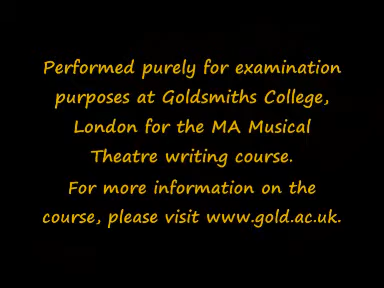 Performed purely for examination
purposes at Goldsmiths College,
London for the MA Musical
Theatre writing course.
For more information on the
course, please visit www.gold.ac.uk.